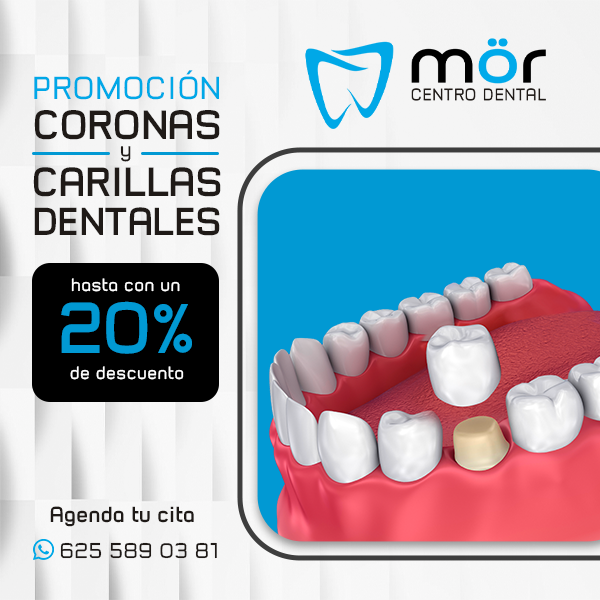 mör
CENTRO DENTAL
PROMOCIÓN
CORONAS
y
CARILLAS
DENTALES
hasta con un
20%
de descuento
Agenda tu cita
625 589 03 81